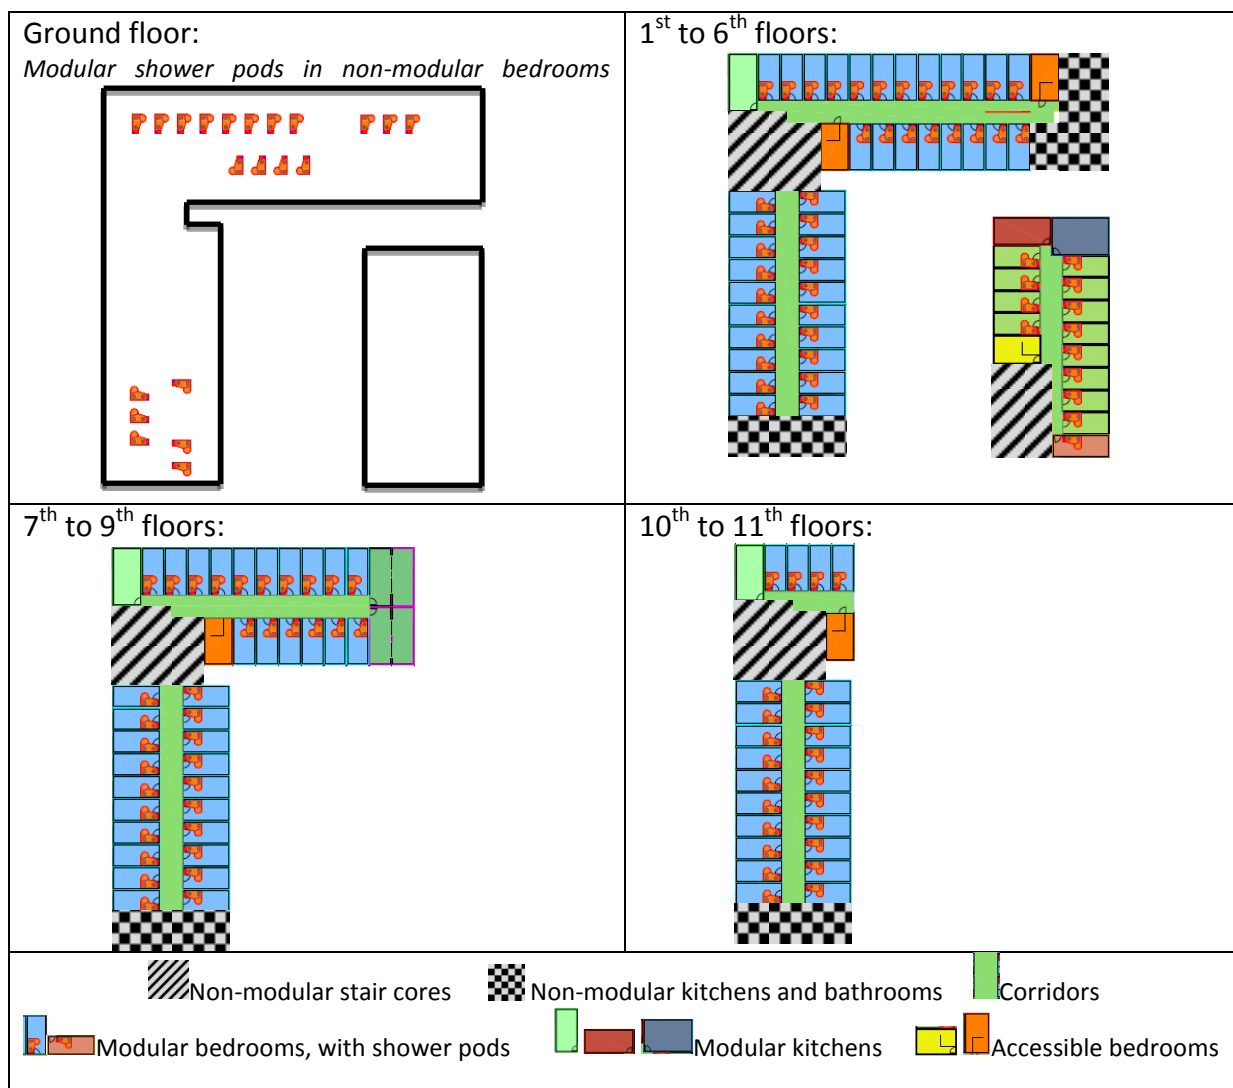 Ground floor:
Modular shower pods in non-modular bedrooms
1st to 6th floors:
7th to 9th floors:
10th to 11th floors:
Non-modular stair cores Non-modular kitchens and bathrooms Corridors
Modular bedrooms, with shower pods Modular kitchens Accessible bedrooms